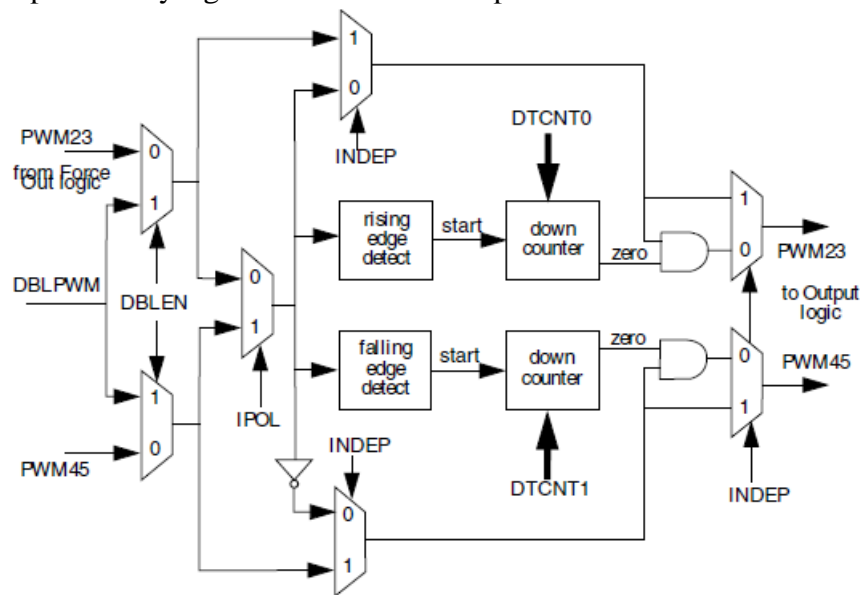 1
0
INDEP
DTCNT0
PWM23
from Force
Out logic
0
1
rising
edge
detect
start
down
counter
zero
1
0
PWM23
to Output
logic
DBLPWM
DBLEN
0
1
IPOL
falling
edge
detect
start
down
counter
zero
0
1
PWM45
INDEP
1
0
PWM45
INDEP
0
1
DTCNT1